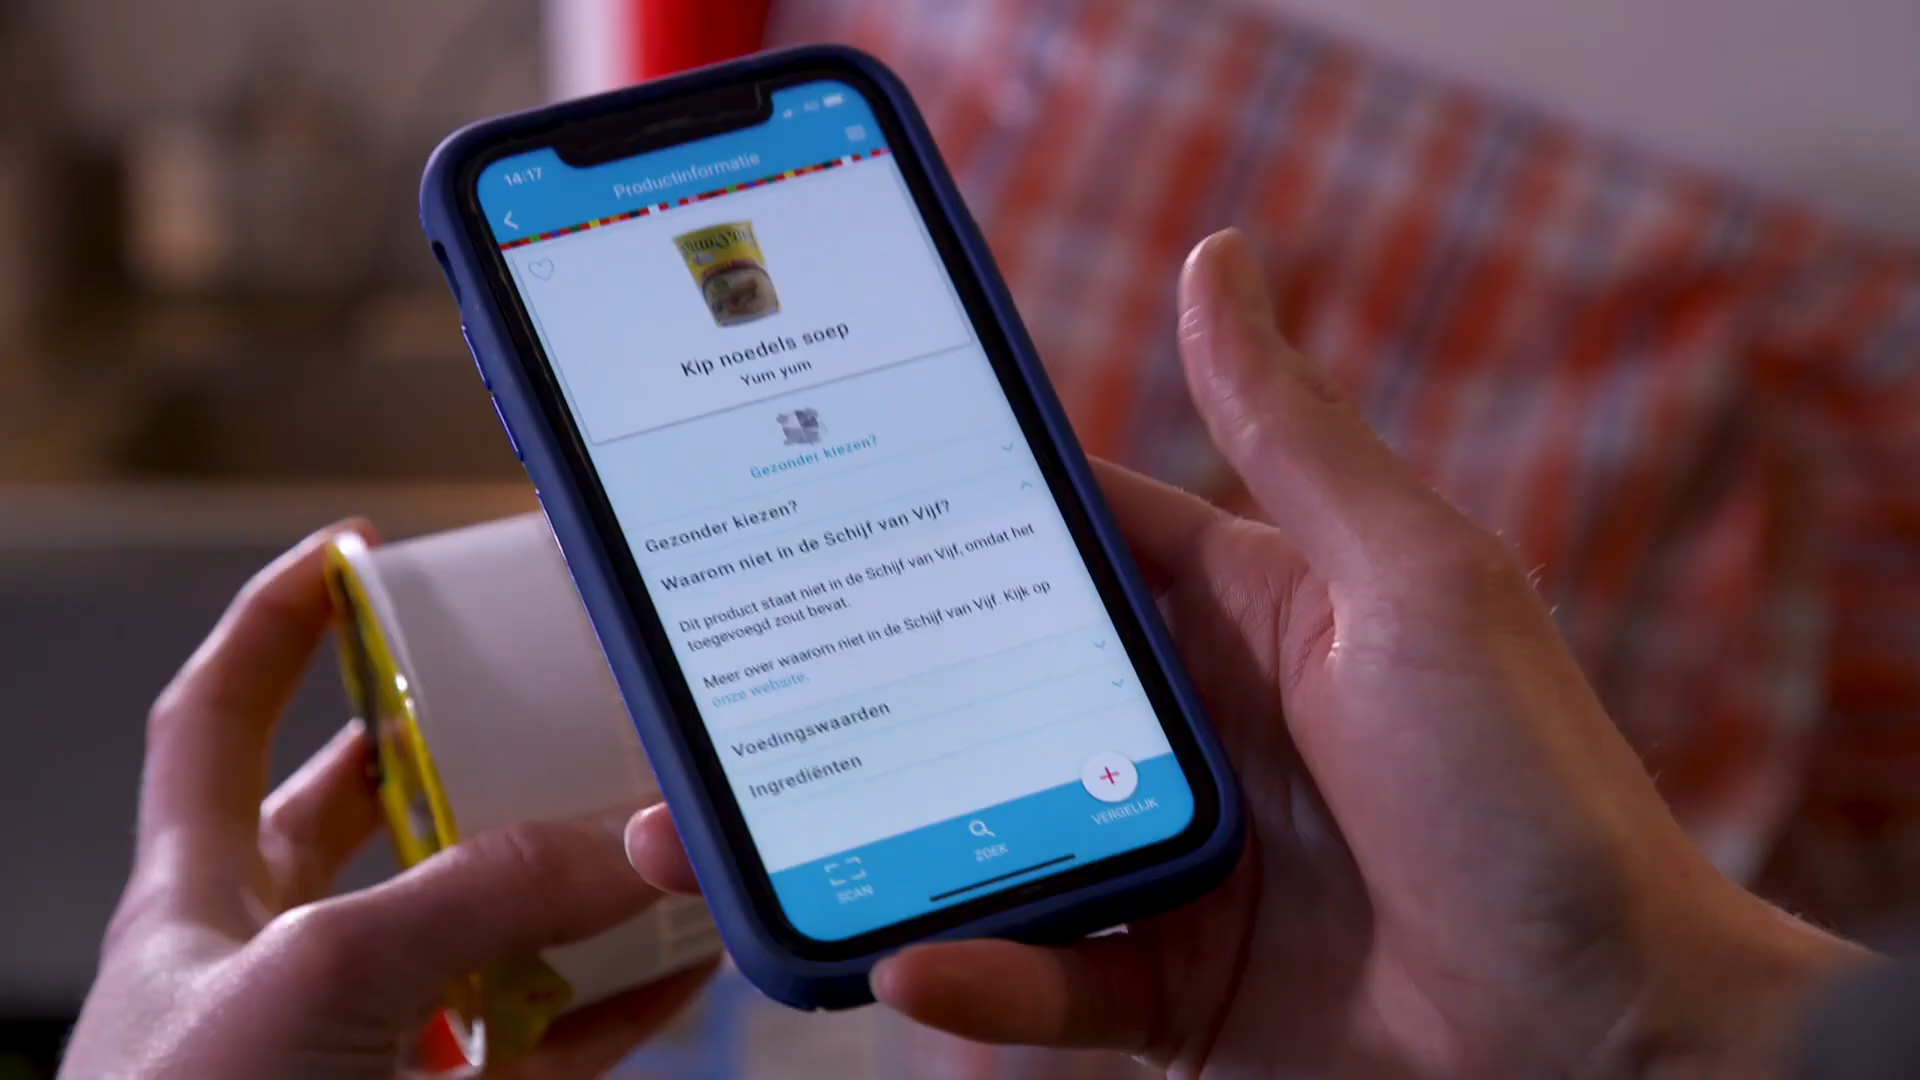 14:17
4G
Productinformatie
yumyum
Kip noedels soep
Yum yum
Gezonder kiezen?
Gezonder kiezen?
Waarom niet in de Schijf van Vijf?
Dit product staat niet in de Schijf van Vijf, omdat het
toegevoegd zout bevat.
Meer over waarom niet in de Schijf van Vijf. Kijk op
onze website.
Voedingswaarden
Ingrediënten
SCAN
ZOEK
VERGELIJK